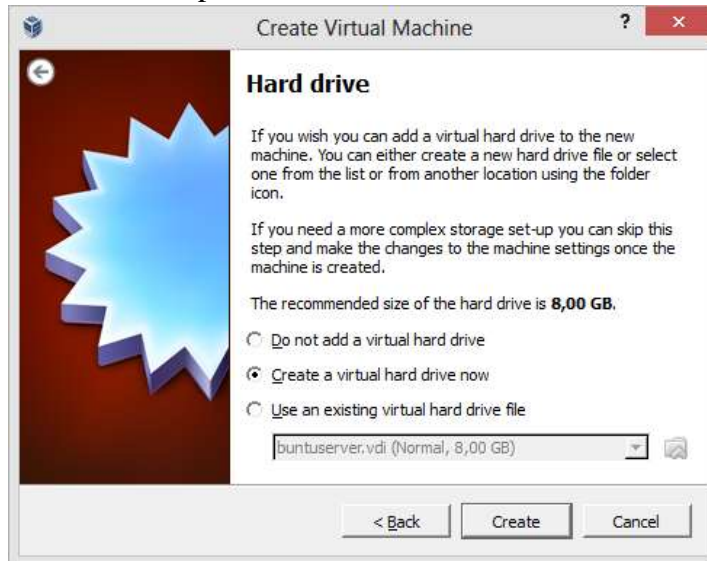 Create Virtual Machine
?
×
Hard drive
If you wish you can add a virtual hard drive to the new
machine. You can either create a new hard drive file or select
one from the list or from another location using the folder
icon.
If you need a more complex storage set-up you can skip this
step and make the changes to the machine settings once the
machine is created.
The recommended size of the hard drive is 8,00 GB.
Do not add a virtual hard drive
Create a virtual hard drive now
Use an existing virtual hard drive file
buntuserver.vdi (Normal, 8,00 GB)
< Back Create Cancel